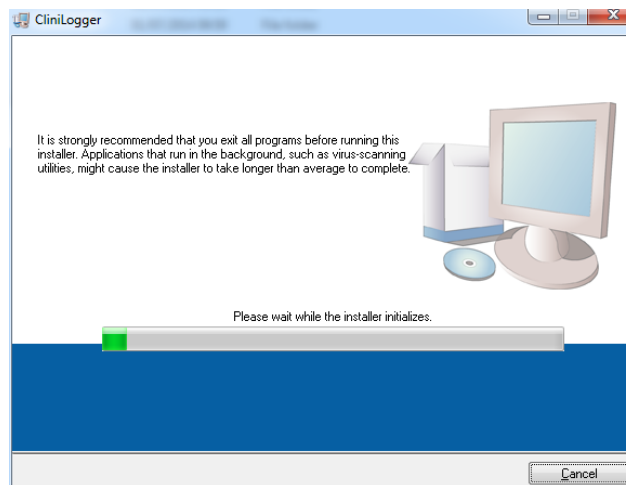 CliniLogger
It is strongly recommended that you exit all programs before running this
installer. Applications that run in the background, such as virus-scanning
utilities, might cause the installer to take longer than average to complete.
Please wait while the installer initializes.
Cancel